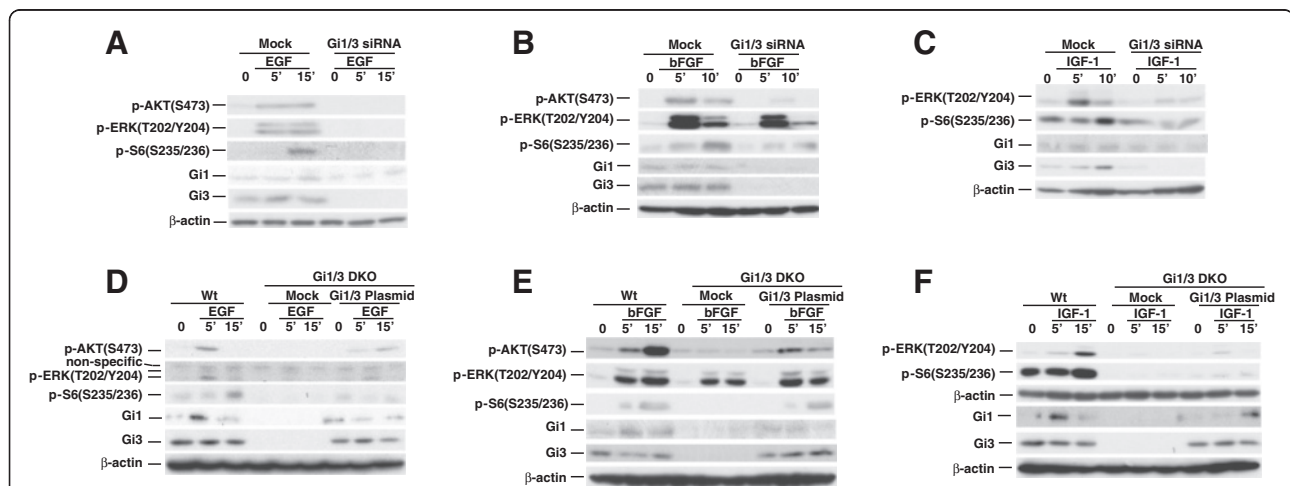 A
Mock Gi1/3 siRNA
EGF EGF
0 5’ 15’ 0 5’ 15’
p-AKT(S473)
p-ERK(T202/Y204)
p-S6(S235/236)
Gi1
Gi3
β-actin
B
Mock Gi1/3 siRNA
bFGF bFGF
0 5’ 10’ 0 5’ 10’
p-AKT(S473)
p-ERK(T202/Y204)
p-S6(S235/236)
Gi1
Gi3
β-actin
C
Mock Gi1/3 siRNA
IGF-1 IGF-1
0 5’ 10’ 0 5’ 10’
p-ERK(T202/Y204)
p-S6(S235/236)
Gi1
Gi3
β-actin
D
Gi1/3 DKO
Wt Mock Gi1/3 Plasmid
EGF EGF EGF
0 5’ 15’ 0 5’ 15’ 0 5’ 15’
p-AKT(S473)
non-specific
p-ERK(T202/Y204)
p-S6(S235/236)
Gi1
Gi3
β-actin
E
Gi1/3 DKO
Wt Mock Gi1/3 Plasmid
bFGF bFGF bFGF
0 5’ 15’ 0 5’ 15’ 0 5’ 15’
p-AKT(S473)
p-ERK(T202/Y204)
p-S6(S235/236)
Gi1
Gi3
β-actin
F
Gi1/3 DKO
Wt Mock Gi1/3 Plasmid
IGF-1 IGF-1 IGF-1
0 5’ 15’ 0 5’ 15’ 0 5’ 15’
p-ERK(T202/Y204)
p-S6(S235/236)
β-actin
Gi1
Gi3
β-actin